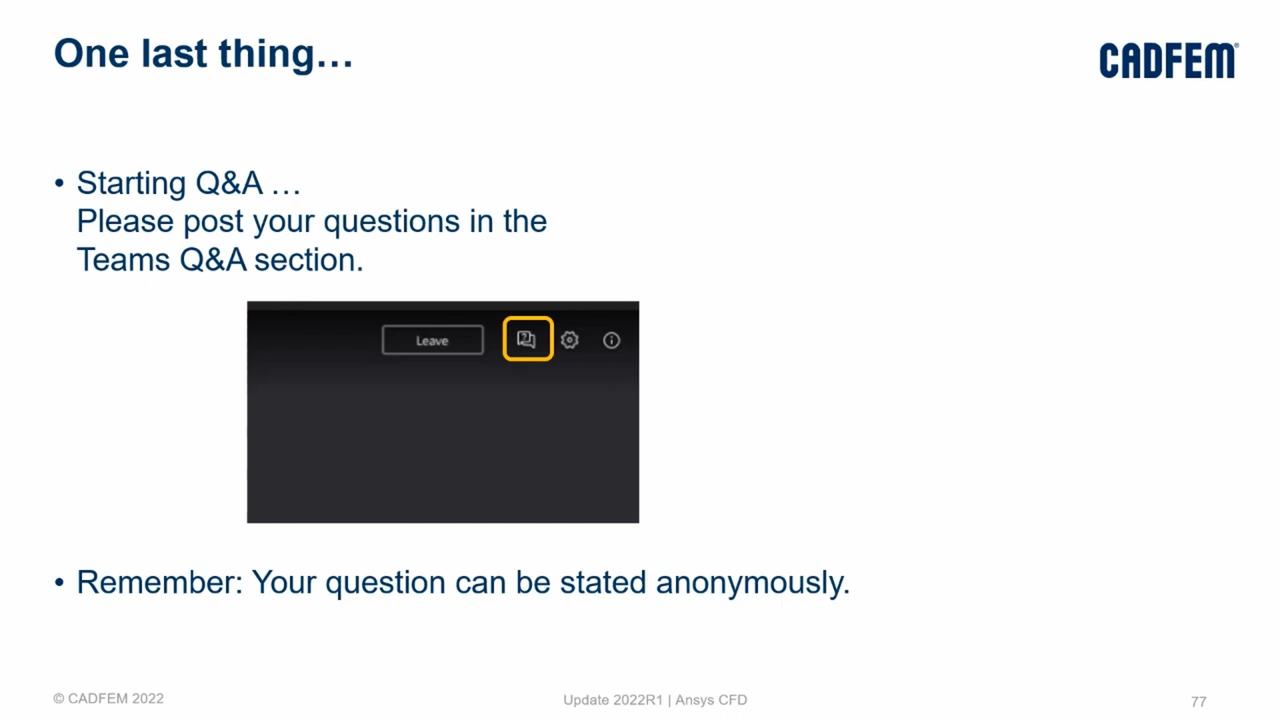 One last thing…
CADFEM®
• Starting Q&A …
Please post your questions in the
Teams Q&A section.
Leave
• Remember: Your question can be stated anonymously.
© CADFEM 2022
Update 2022R1 | Ansys CFD
77